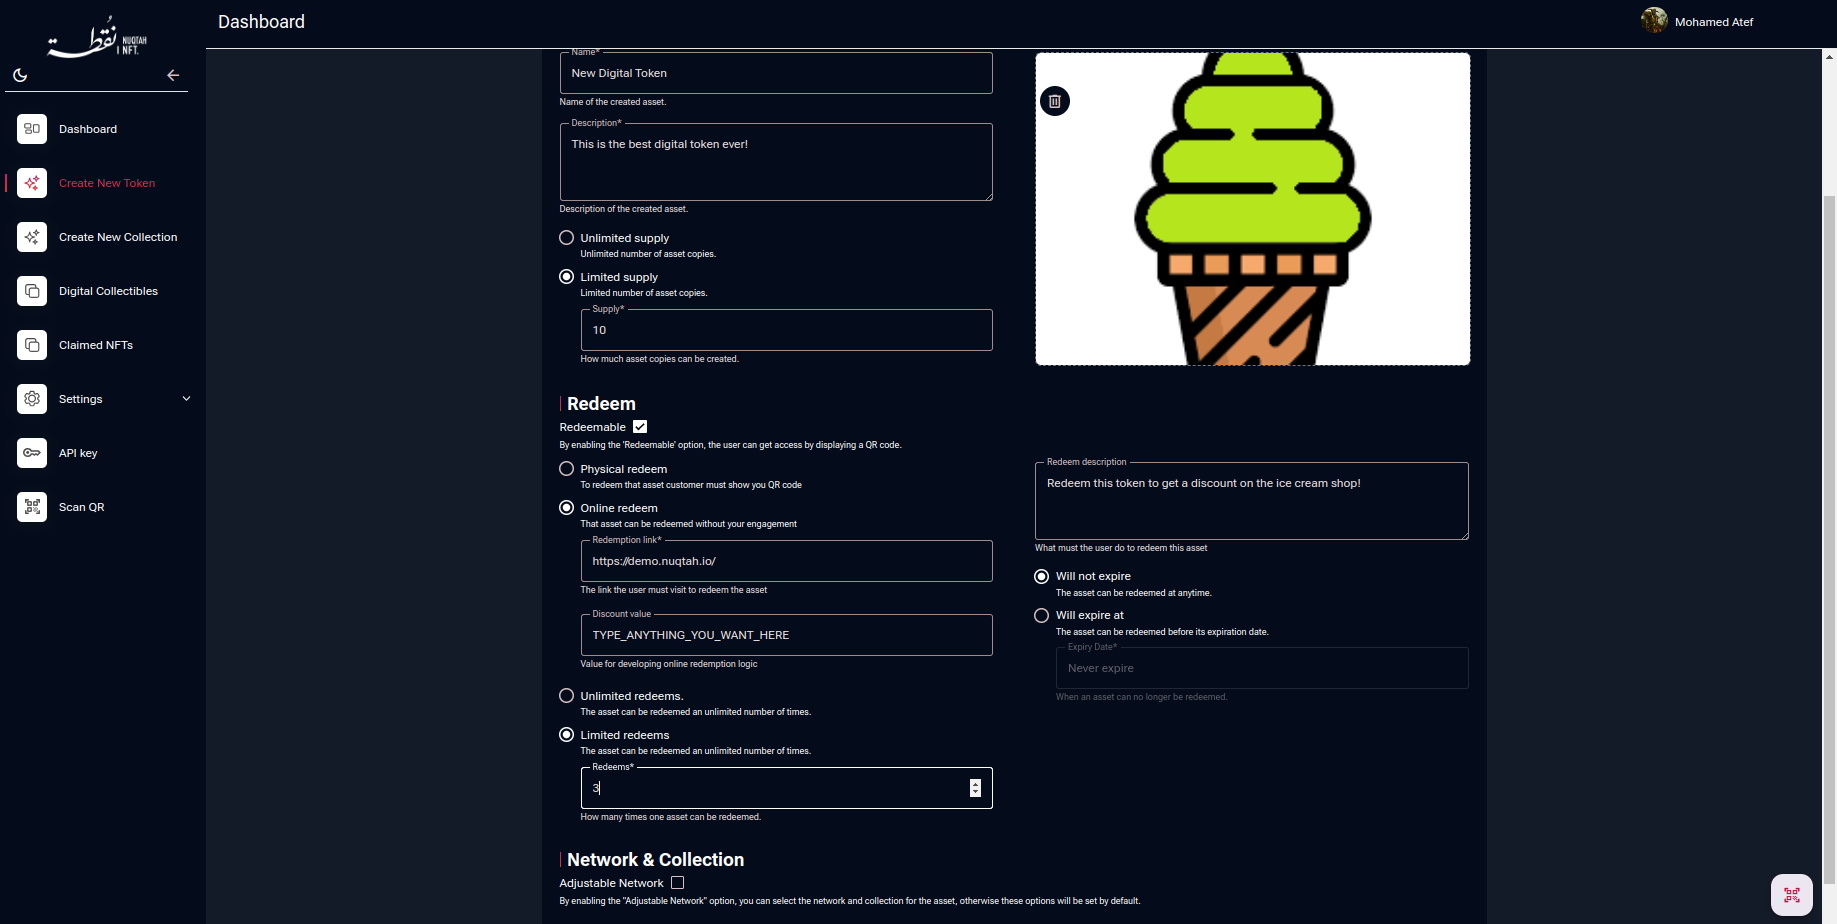 نقطة
NUQTAH
NFT.
Dashboard
Mohamed Atef
Dashboard
Create New Token
Create New Collection
Digital Collectibles
Claimed NFTs
Settings
API key
Scan QR
Name*
New Digital Token
Name of the created asset.
Description*
This is the best digital token ever!
Description of the created asset.
Unlimited supply
Unlimited number of asset copies.
Limited supply
Limited number of asset copies.
Supply*
10
How much asset copies can be created.
Redeem
Redeemable
By enabling the 'Redeemable' option, the user can get access by displaying a QR code.
Physical redeem
To redeem that asset customer must show you QR code
Online redeem
That asset can be redeemed without your engagement
Redemption link*
https://demo.nuqtah.io/
The link the user must visit to redeem the asset
Discount value
TYPE_ANYTHING_YOU_WANT_HERE
Value for developing online redemption logic
Unlimited redeems.
The asset can be redeemed an unlimited number of times.
Limited redeems
The asset can be redeemed an unlimited number of times.
Redeems*
3
How many times one asset can be redeemed.
Redeem description
Redeem this token to get a discount on the ice cream shop!
What must the user do to redeem this asset
Will not expire
The asset can be redeemed at anytime.
Will expire at
The asset can be redeemed before its expiration date.
Expiry Date*
Never expire
When an asset can no longer be redeemed.
Network & Collection
Adjustable Network
By enabling the "Adjustable Network" option, you can select the network and collection for the asset, otherwise these options will be set by default.